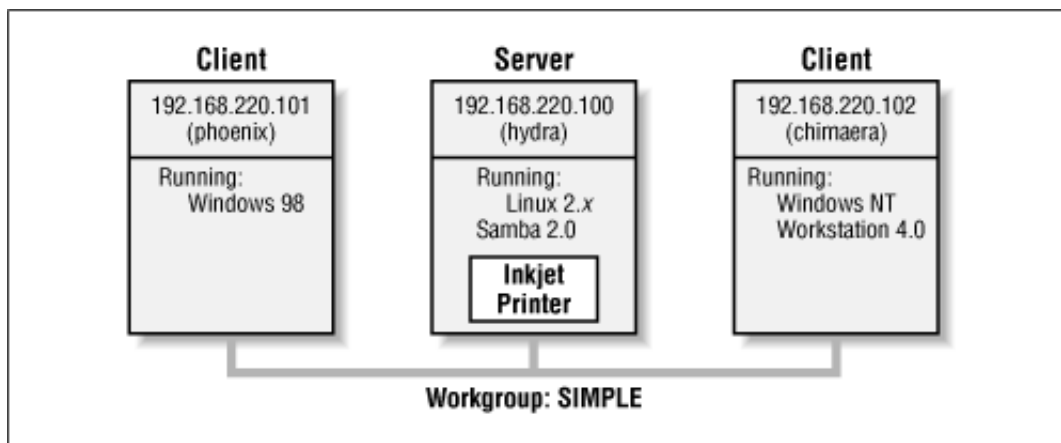 Client
192.168.220.101
(phoenix)
Running:
Windows 98
Server
192.168.220.100
(hydra)
Running:
Linux 2.x
Samba 2.0
Inkjet
Printer
Client
192.168.220.102
(chimaera)
Running:
Windows NT
Workstation 4.0
Workgroup: SIMPLE